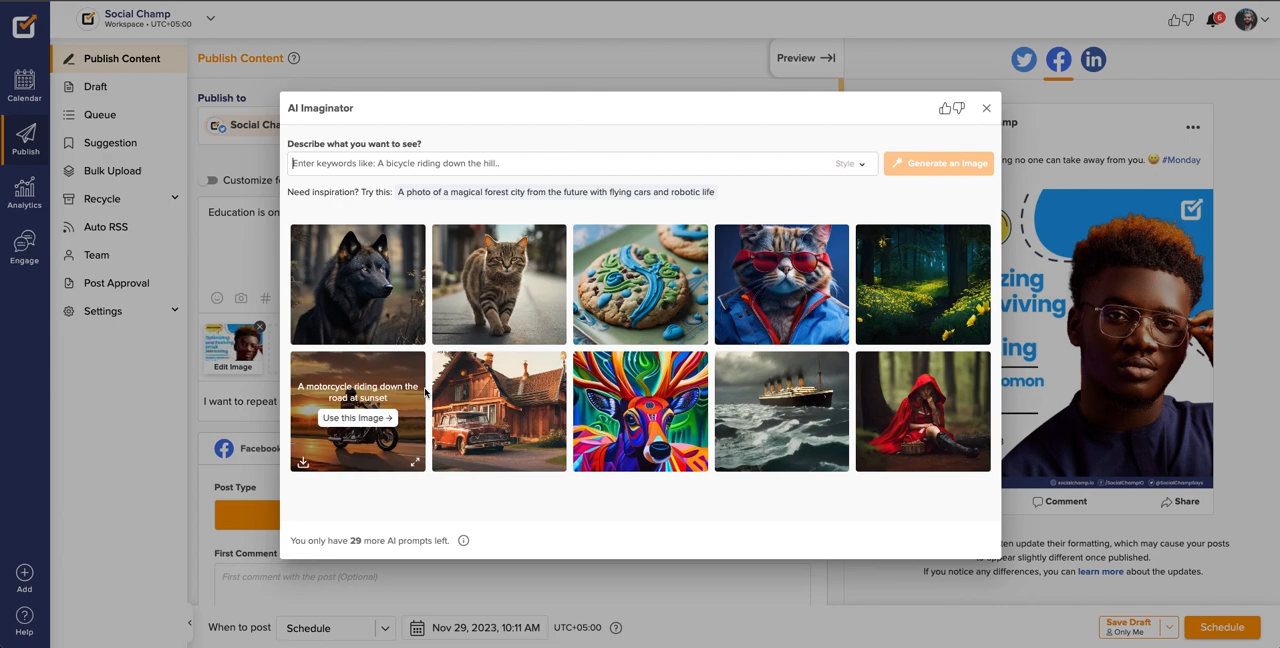 Social Champ
Workspace • UTC+05:00
6
Calendar
Publish
Analytics
Engage
Add
Help
Publish Content
Draft
Queue
Suggestion
Bulk Upload
Recycle
Auto RSS
Team
Post Approval
Settings
Publish Content
Preview
Publish to
Social Cha
Customize f
Education is on
Edit Image
I want to repeat
Facebook
Post Type
First Comment
First comment with the post (Optional)
AI Imaginator
Describe what you want to see?
Enter keywords like: A bicycle riding down the hill..
Style
Generate an Image
Need inspiration? Try this: A photo of a magical forest city from the future with flying cars and robotic life
A motorcycle riding down the
road at sunset
Use this Image →
You only have 29 more AI prompts left.
mp
ng no one can take away from you. 😄 #Monday
zing
viving
ing
omon
socialchamp.io /SocialChampIO @SocialChampSays
Comment
Share
ten update their formatting, which may cause your posts
to appear slightly different once published.
If you notice any differences, you can learn more about the updates.
When to post
Schedule
Nov 29, 2023, 10:11 AM
UTC+05:00
Save Draft
Only Me
Schedule